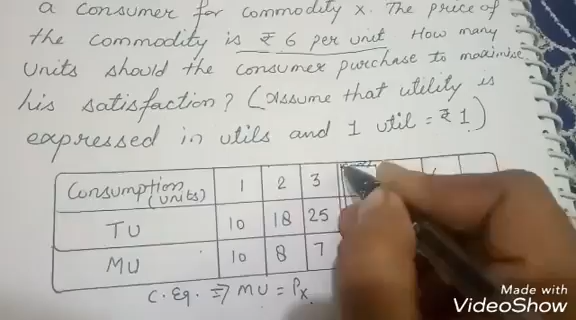 a consumer for commodity x. The price of
the commodity is ₹ 6 per unit How many
units should the consumer purchase to maximise
his satisfaction? (Assume that utility is
expressed in utils and 1 util = ₹ 1)
Consumption (Units) 1 2 3
TU 10 18 25
MU 10 8 7
C. Eq. ⇒ MU = Px
Made with
VideoShow